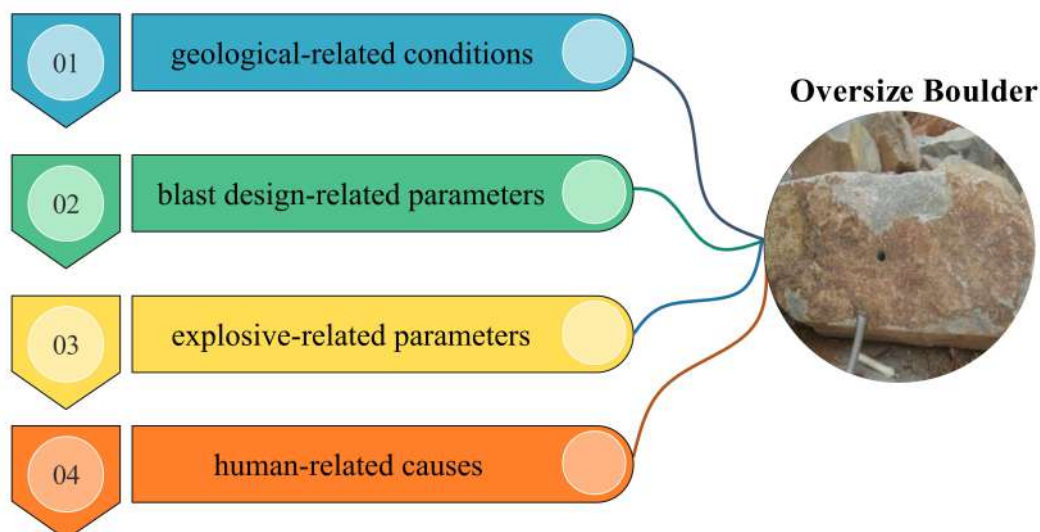 01
geological-related conditions
Oversize Boulder
02
blast design-related parameters
03
explosive-related parameters
04
human-related causes